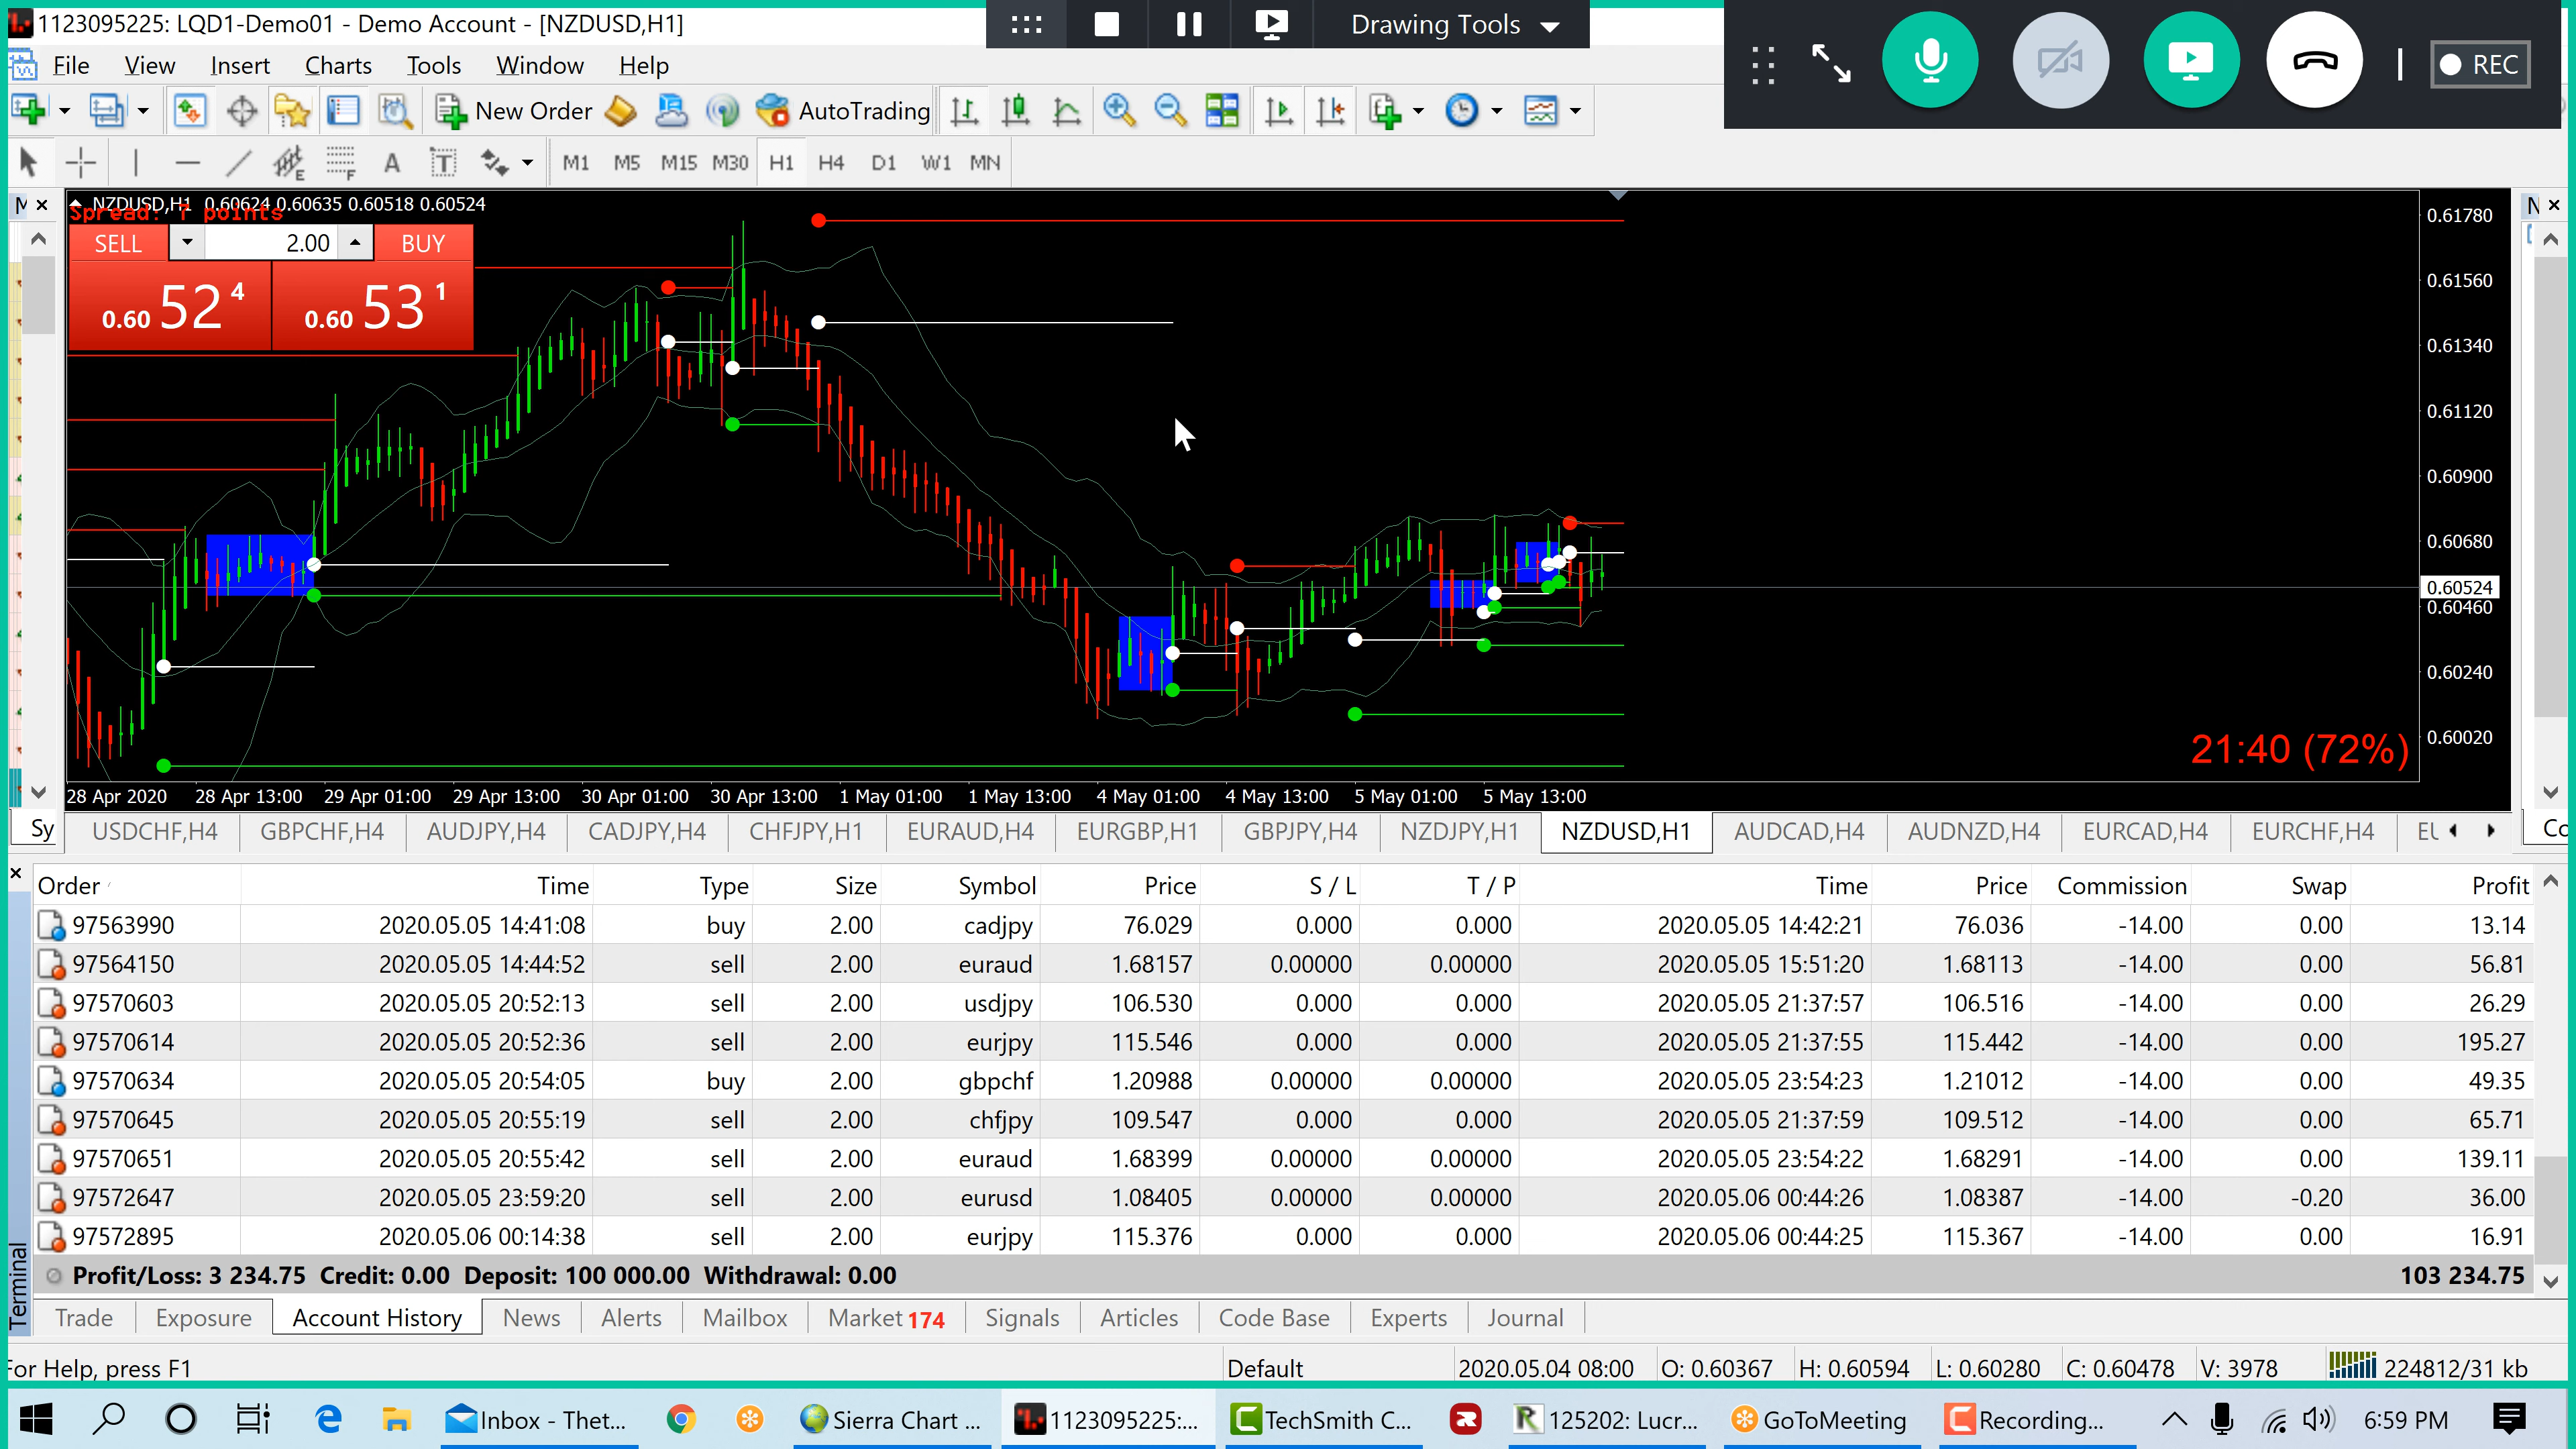 1123095225: LQD1-Demo01 - Demo Account - [NZDUSD,H1]
Drawing Tools
REC
File View Insert Charts Tools Window Help
New Order AutoTrading
E F A T M1 M5 M15 M30 H1 H4 D1 W1 MN
NZDUSD,H1 0.60624 0.60635 0.60518 0.60524
Spread: 7 points
SELL 2.00 BUY
0.60 52 4 0.60 53 1
0.61780
0.61560
0.61340
0.61120
0.60900
0.60680
0.60524
0.60460
0.60240
0.60020
21:40 (72%)
28 Apr 2020 28 Apr 13:00 29 Apr 01:00 29 Apr 13:00 30 Apr 01:00 30 Apr 13:00 1 May 01:00 1 May 13:00 4 May 01:00 4 May 13:00 5 May 01:00 5 May 13:00
Sy USDCHF,H4 GBPCHF,H4 AUDJPY,H4 CADJPY,H4 CHFJPY,H1 EURAUD,H4 EURGBP,H1 GBPJPY,H4 NZDJPY,H1 NZDUSD,H1 AUDCAD,H4 AUDNZD,H4 EURCAD,H4 EURCHF,H4
Order Time Type Size Symbol Price S / L T / P Time Price Commission Swap Profit
97563990 2020.05.05 14:41:08 buy 2.00 cadjpy 76.029 0.000 0.000 2020.05.05 14:42:21 76.036 -14.00 0.00 13.14
97564150 2020.05.05 14:44:52 sell 2.00 euraud 1.68157 0.00000 0.00000 2020.05.05 15:51:20 1.68113 -14.00 0.00 56.81
97570603 2020.05.05 20:52:13 sell 2.00 usdjpy 106.530 0.000 0.000 2020.05.05 21:37:57 106.516 -14.00 0.00 26.29
97570614 2020.05.05 20:52:36 sell 2.00 eurjpy 115.546 0.000 0.000 2020.05.05 21:37:55 115.442 -14.00 0.00 195.27
97570634 2020.05.05 20:54:05 buy 2.00 gbpchf 1.20988 0.00000 0.00000 2020.05.05 23:54:23 1.21012 -14.00 0.00 49.35
97570645 2020.05.05 20:55:19 sell 2.00 chfjpy 109.547 0.000 0.000 2020.05.05 21:37:59 109.512 -14.00 0.00 65.71
97570651 2020.05.05 20:55:42 sell 2.00 euraud 1.68399 0.00000 0.00000 2020.05.05 23:54:22 1.68291 -14.00 0.00 139.11
97572647 2020.05.05 23:59:20 sell 2.00 eurusd 1.08405 0.00000 0.00000 2020.05.06 00:44:26 1.08387 -14.00 -0.20 36.00
97572895 2020.05.06 00:14:38 sell 2.00 eurjpy 115.376 0.000 0.000 2020.05.06 00:44:25 115.367 -14.00 0.00 16.91
Profit/Loss: 3 234.75 Credit: 0.00 Deposit: 100 000.00 Withdrawal: 0.00 103 234.75
Terminal
Trade Exposure Account History News Alerts Mailbox Market 174 Signals Articles Code Base Experts Journal
For Help, press F1 Default 2020.05.04 08:00 O: 0.60367 H: 0.60594 L: 0.60280 C: 0.60478 V: 3978 224812/31 kb
Inbox - Thet... Sierra Chart ... 1123095225:... TechSmith C... 125202: Lucr... GoToMeeting Recording... 6:59 PM